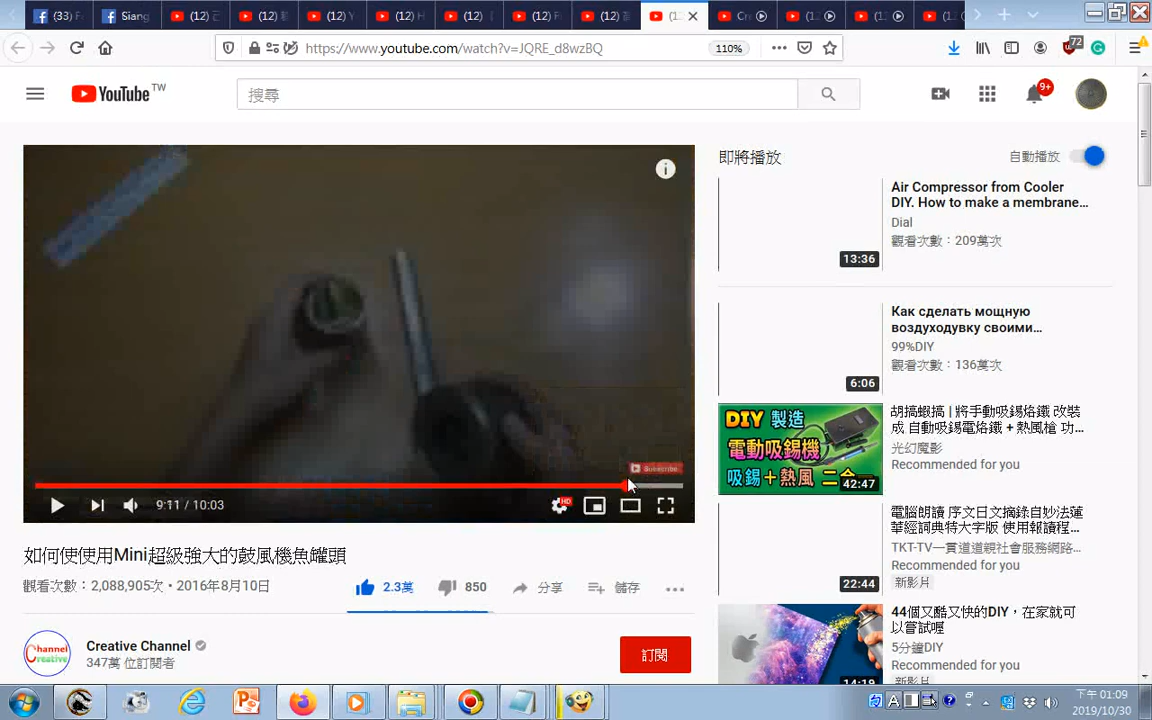 (33) F
Siang
(12)
(12)
(12) Y
(12) H
(12)
(12) P
(12)
(1
Cre
(12)
(1
(1
https://www.youtube.com/watch?v=JQRE_d8wzBQ
110%
72
YouTube TW
搜尋
9+
Subscribe
9:11 / 10:03
HD
如何使使用Mini超級強大的鼓風機魚罐頭
觀看次數：2,088,905次・2016年8月10日
2.3萬
850
分享
儲存
Channel
Creative
Creative Channel
347萬 位訂閱者
訂閱
即將播放
自動播放
Air Compressor from Cooler
DIY. How to make a membrane…
Dial
觀看次數：209萬次
13:36
Как сделать мощную
воздуходувку своими…
99%DIY
觀看次數：136萬次
6:06
DIY 製造
電動吸錫機
吸錫+熱風 二合
42:47
胡搞蝦搞 | 將手動吸錫烙鐵 改裝
成 自動吸錫電烙鐵 + 熱風槍 功…
光幻魔影
Recommended for you
22:44
電腦朗讀 序文日文摘錄自妙法蓮
華經詞典特大字版 使用報讀程…
TKT-TV一貫道道親社會服務網路…
新影片
14:19
44個又酷又快的DIY，在家就可
以嘗試喔
5分鐘DIY
Recommended for you
新影片
下午 01:09
2019/10/30